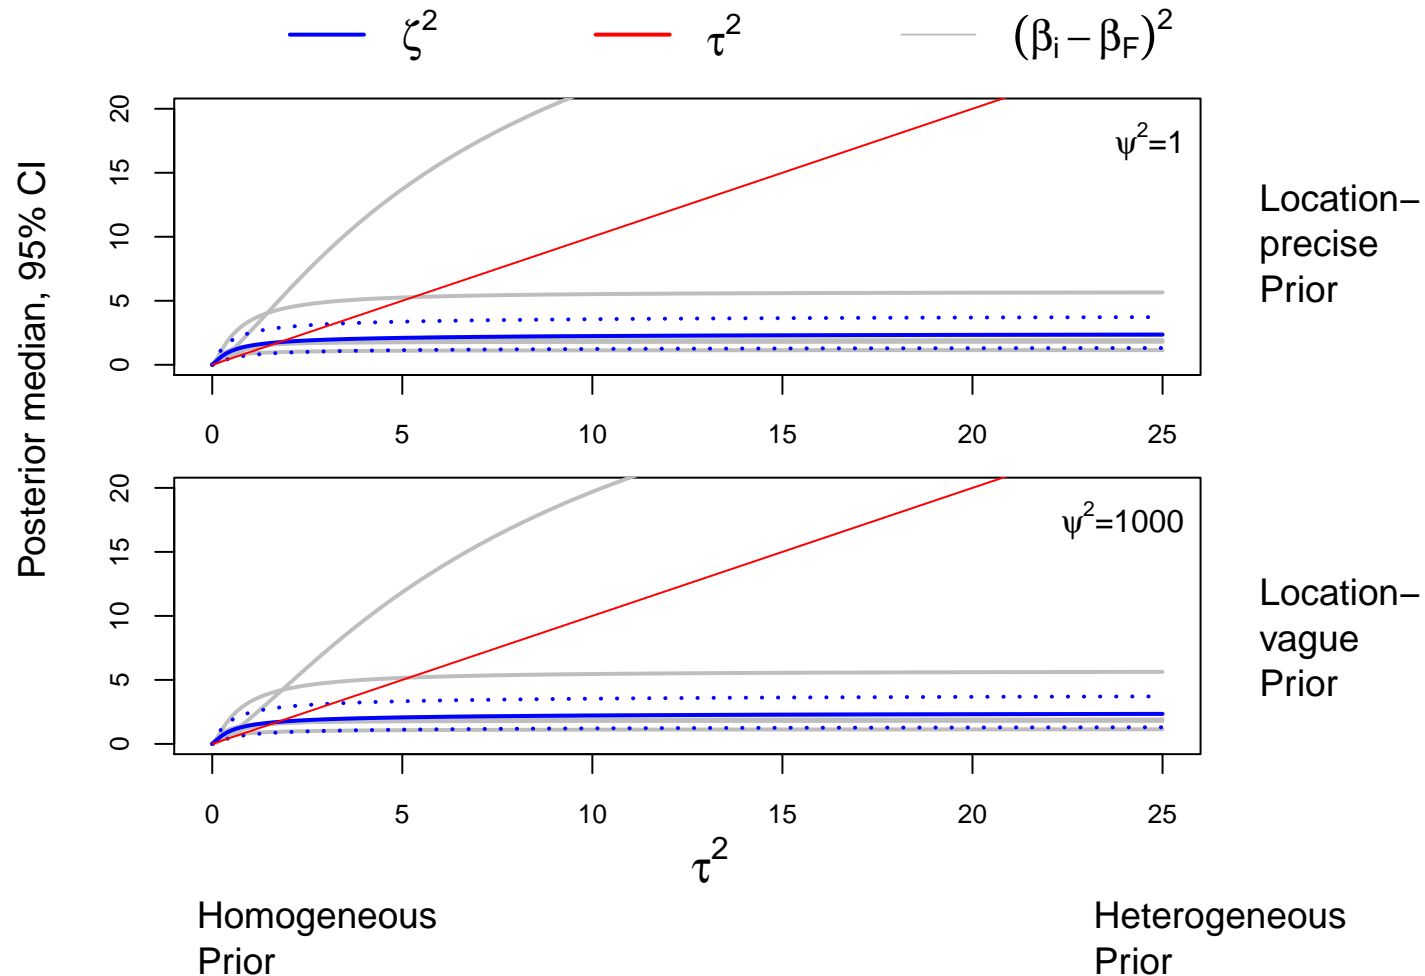 ζ² τ² (βᵢ − β_F)²
Posterior median, 95% CI
20
15
10
5
0
ψ²=1
0 5 10 15 20 25
Location−
precise
Prior
20
15
10
5
0
ψ²=1000
0 5 10 15 20 25
Location−
vague
Prior
τ²
Homogeneous
Prior
Heterogeneous
Prior